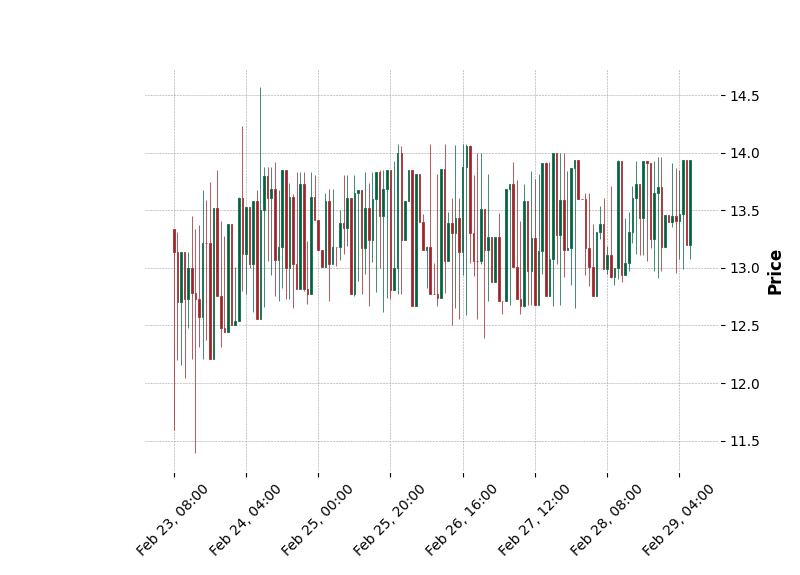 14.5
14.0
13.5
13.0
12.5
12.0
11.5
Price
Feb 23, 08:00
Feb 24, 04:00
Feb 25, 00:00
Feb 25, 20:00
Feb 26, 16:00
Feb 27, 12:00
Feb 28, 08:00
Feb 29, 04:00